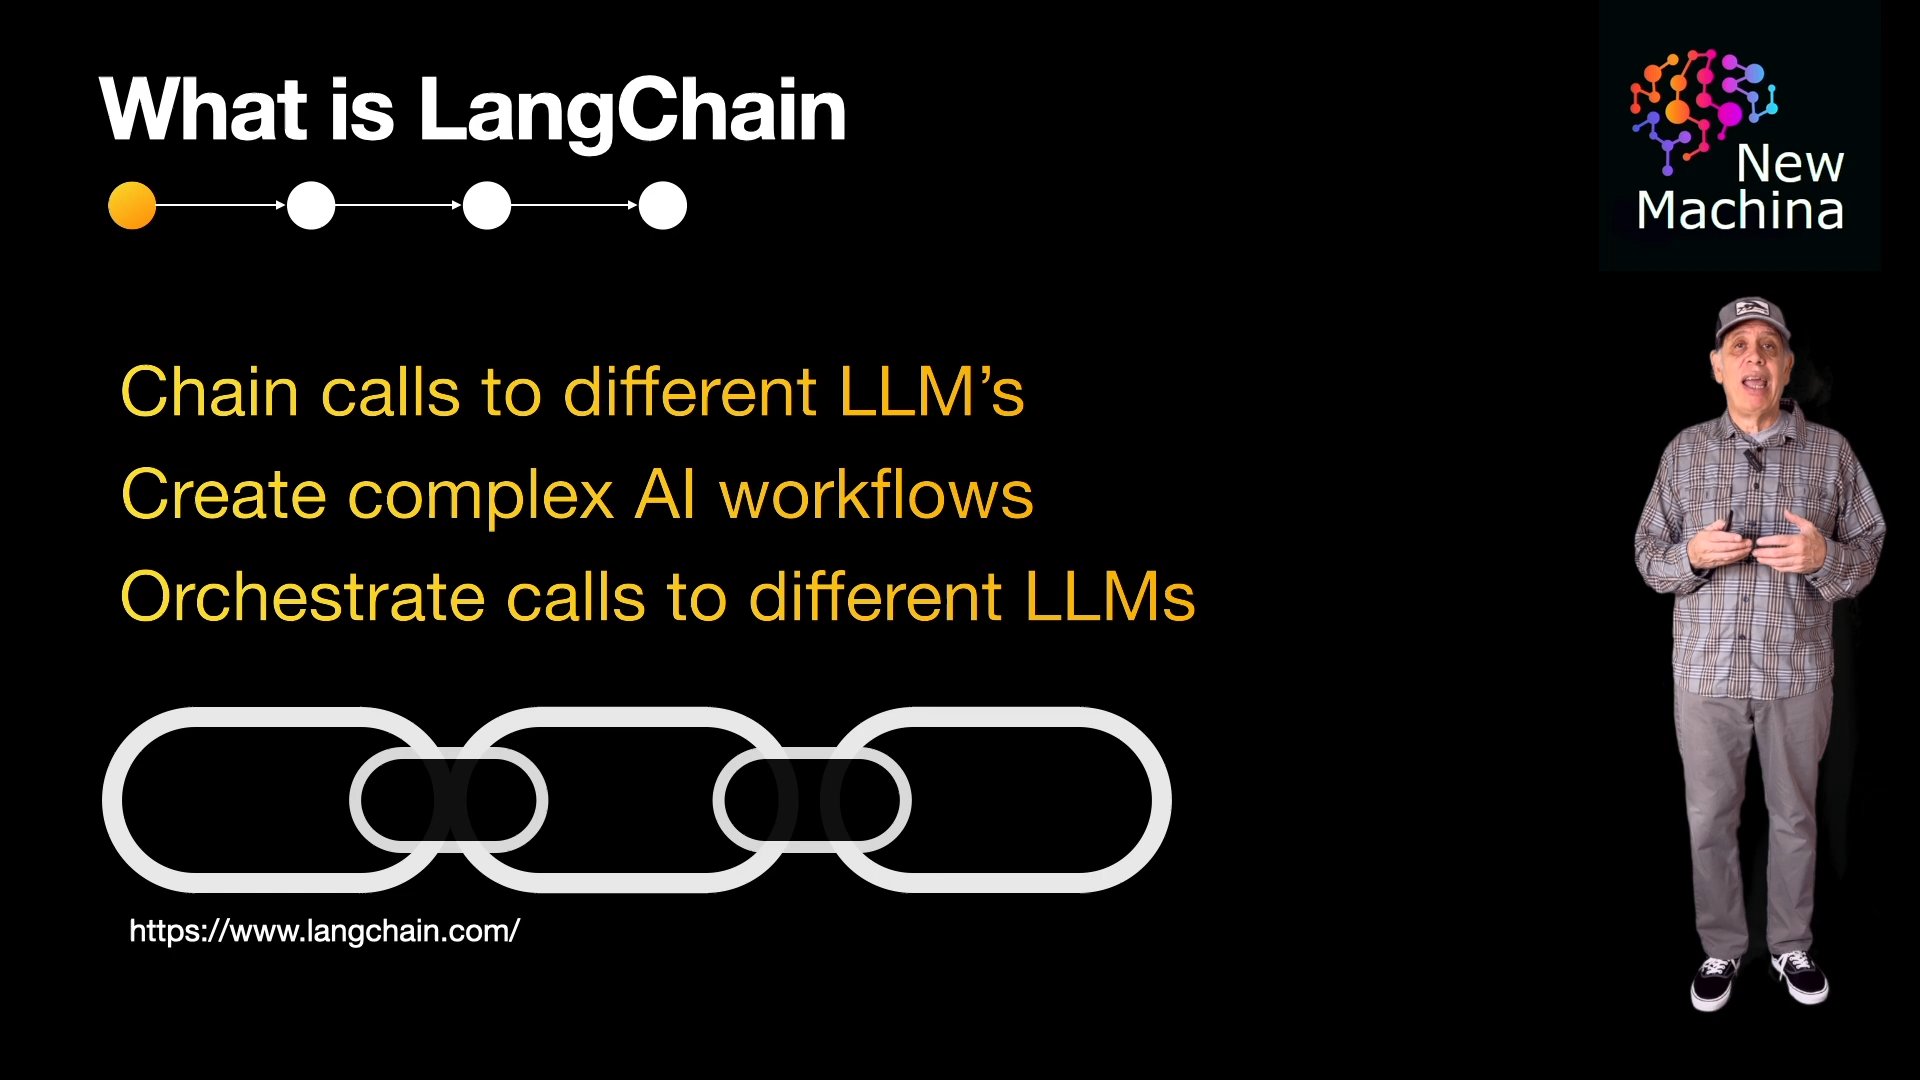 What is LangChain
New
Machina
Chain calls to different LLM’s
Create complex AI workflows
Orchestrate calls to different LLMs
https://www.langchain.com/